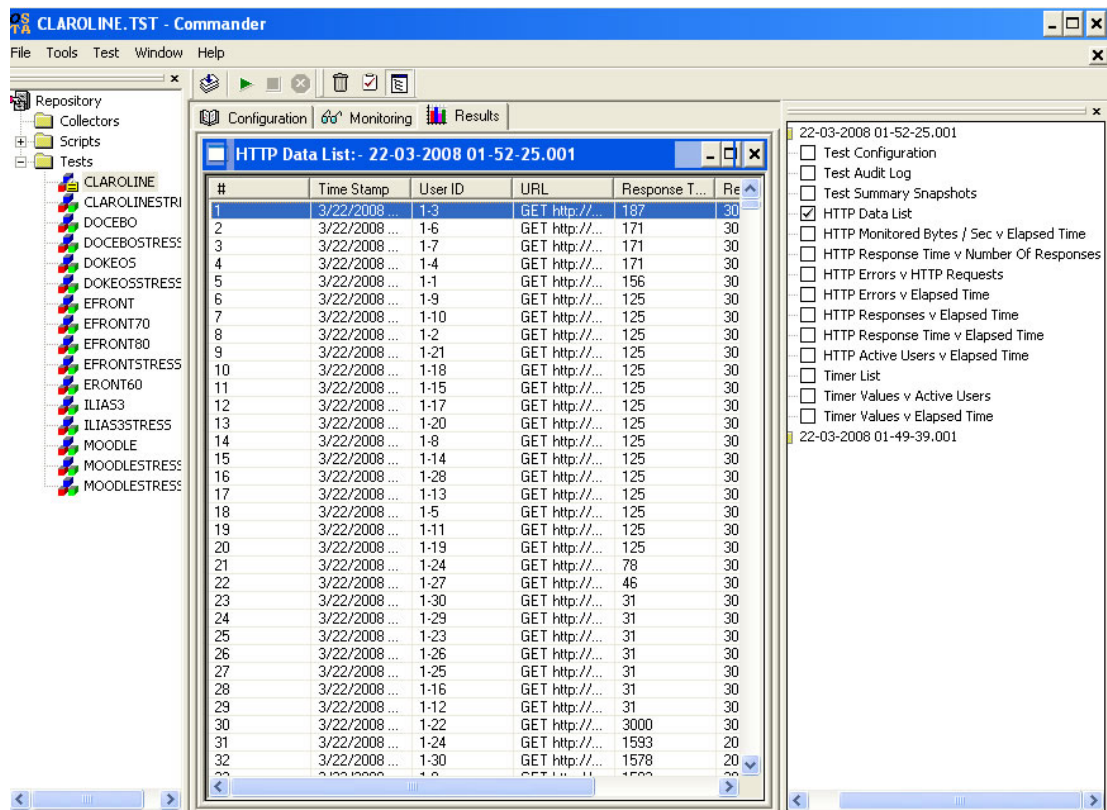 OSTA CLAROLINE.TST - Commander
File Tools Test Window Help
Repository
Collectors
Scripts
Tests
CLAROLINE
CLAROLINESTRI
DOCEBO
DOCEBOSTRESS
DOKEOS
DOKEOSSTRESS
EFRONT
EFRONT70
EFRONT80
EFRONTSTRESS
ERONT60
ILIAS3
ILIAS3STRESS
MOODLE
MOODLESTRESS
MOODLESTRESS
Configuration Monitoring Results
HTTP Data List:- 22-03-2008 01-52-25.001
# Time Stamp User ID URL Response T... Re
1 3/22/2008 ... 1-3 GET http://... 187 30
2 3/22/2008 ... 1-6 GET http://... 171 30
3 3/22/2008 ... 1-7 GET http://... 171 30
4 3/22/2008 ... 1-4 GET http://... 171 30
5 3/22/2008 ... 1-1 GET http://... 156 30
6 3/22/2008 ... 1-9 GET http://... 125 30
7 3/22/2008 ... 1-10 GET http://... 125 30
8 3/22/2008 ... 1-2 GET http://... 125 30
9 3/22/2008 ... 1-21 GET http://... 125 30
10 3/22/2008 ... 1-18 GET http://... 125 30
11 3/22/2008 ... 1-15 GET http://... 125 30
12 3/22/2008 ... 1-17 GET http://... 125 30
13 3/22/2008 ... 1-20 GET http://... 125 30
14 3/22/2008 ... 1-8 GET http://... 125 30
15 3/22/2008 ... 1-14 GET http://... 125 30
16 3/22/2008 ... 1-28 GET http://... 125 30
17 3/22/2008 ... 1-13 GET http://... 125 30
18 3/22/2008 ... 1-5 GET http://... 125 30
19 3/22/2008 ... 1-11 GET http://... 125 30
20 3/22/2008 ... 1-19 GET http://... 125 30
21 3/22/2008 ... 1-24 GET http://... 78 30
22 3/22/2008 ... 1-27 GET http://... 46 30
23 3/22/2008 ... 1-30 GET http://... 31 30
24 3/22/2008 ... 1-29 GET http://... 31 30
25 3/22/2008 ... 1-23 GET http://... 31 30
26 3/22/2008 ... 1-26 GET http://... 31 30
27 3/22/2008 ... 1-25 GET http://... 31 30
28 3/22/2008 ... 1-16 GET http://... 31 30
29 3/22/2008 ... 1-12 GET http://... 31 30
30 3/22/2008 ... 1-22 GET http://... 3000 30
31 3/22/2008 ... 1-24 GET http://... 1593 20
32 3/22/2008 ... 1-30 GET http://... 1578 20
22-03-2008 01-52-25.001
Test Configuration
Test Audit Log
Test Summary Snapshots
HTTP Data List
HTTP Monitored Bytes / Sec v Elapsed Time
HTTP Response Time v Number Of Responses
HTTP Errors v HTTP Requests
HTTP Errors v Elapsed Time
HTTP Responses v Elapsed Time
HTTP Response Time v Elapsed Time
HTTP Active Users v Elapsed Time
Timer List
Timer Values v Active Users
Timer Values v Elapsed Time
22-03-2008 01-49-39.001